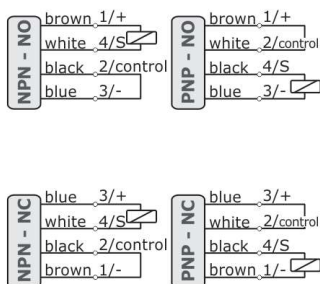 NPN - NO
brown 1/+
white 4/S
black 2/control
blue 3/-
PNP - NO
brown 1/+
white 2/control
black 4/S
blue 3/-
NPN - NC
blue 3/+
white 4/S
black 2/control
brown 1/-
PNP - NC
blue 3/+
white 2/control
black 4/S
brown 1/-